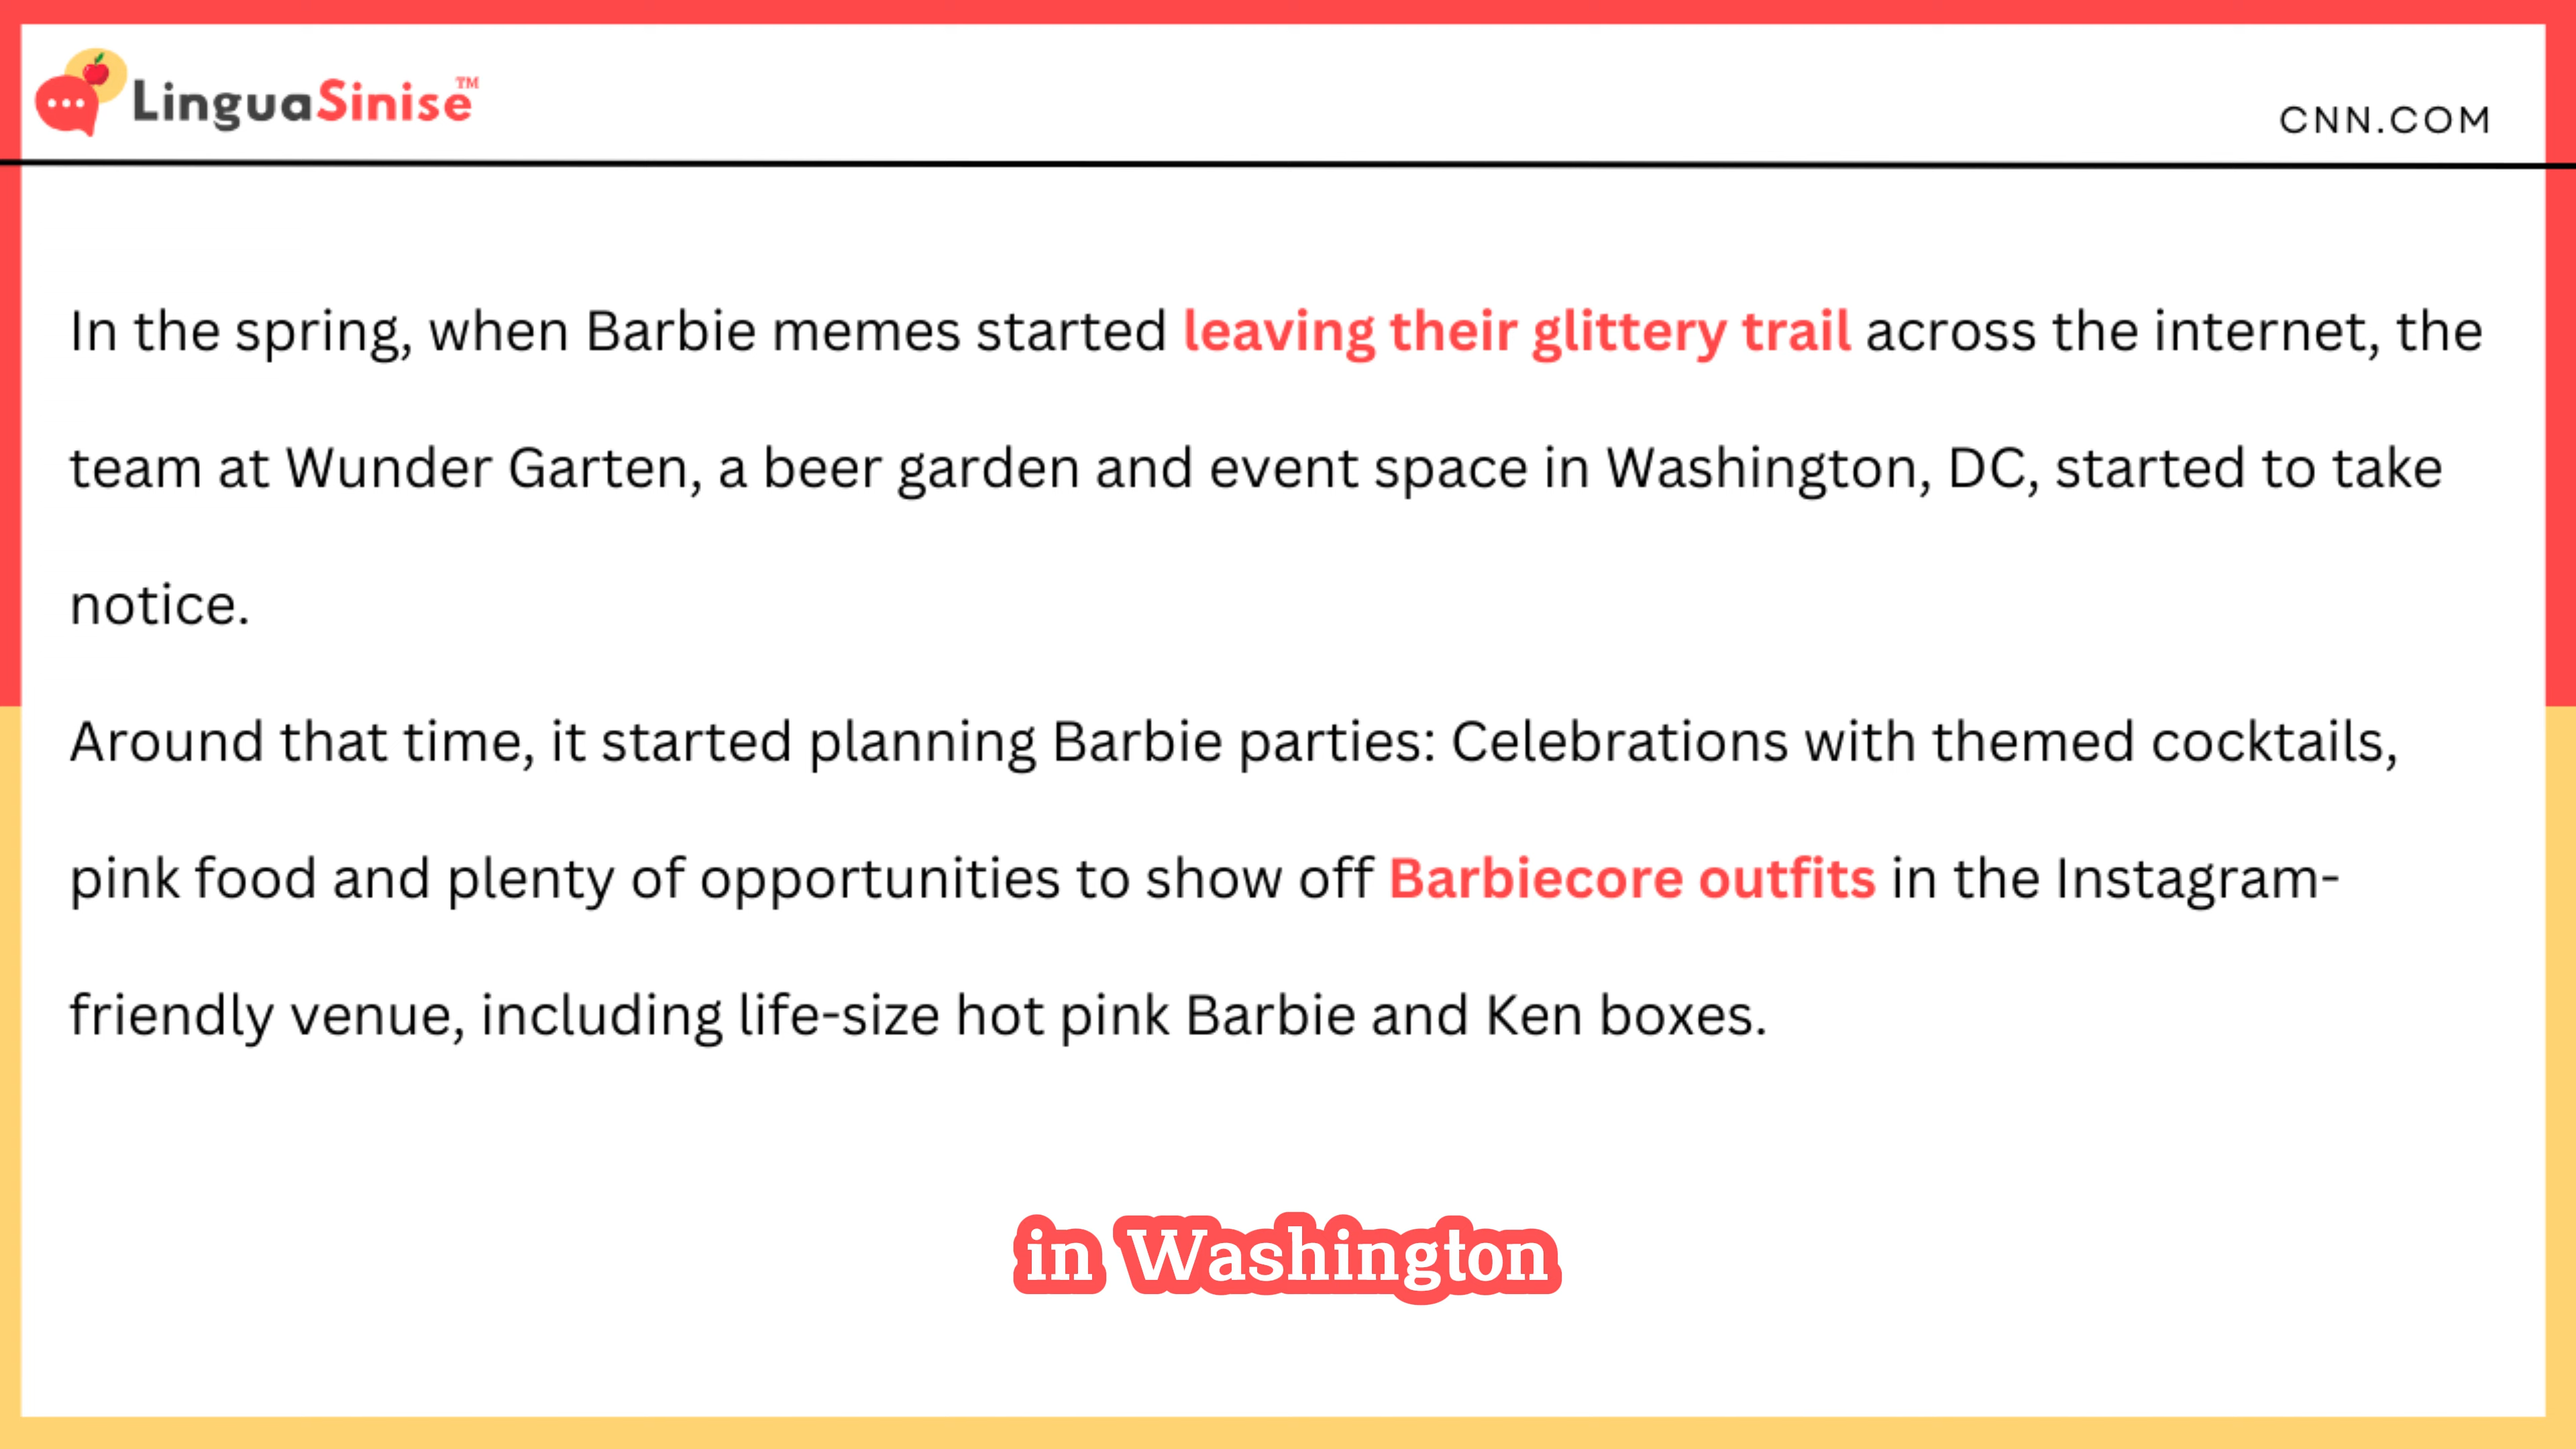 LinguaSinise™
CNN.COM
In the spring, when Barbie memes started leaving their glittery trail across the internet, the
team at Wunder Garten, a beer garden and event space in Washington, DC, started to take
notice.
Around that time, it started planning Barbie parties: Celebrations with themed cocktails,
pink food and plenty of opportunities to show off Barbiecore outfits in the Instagram-
friendly venue, including life-size hot pink Barbie and Ken boxes.
in Washington